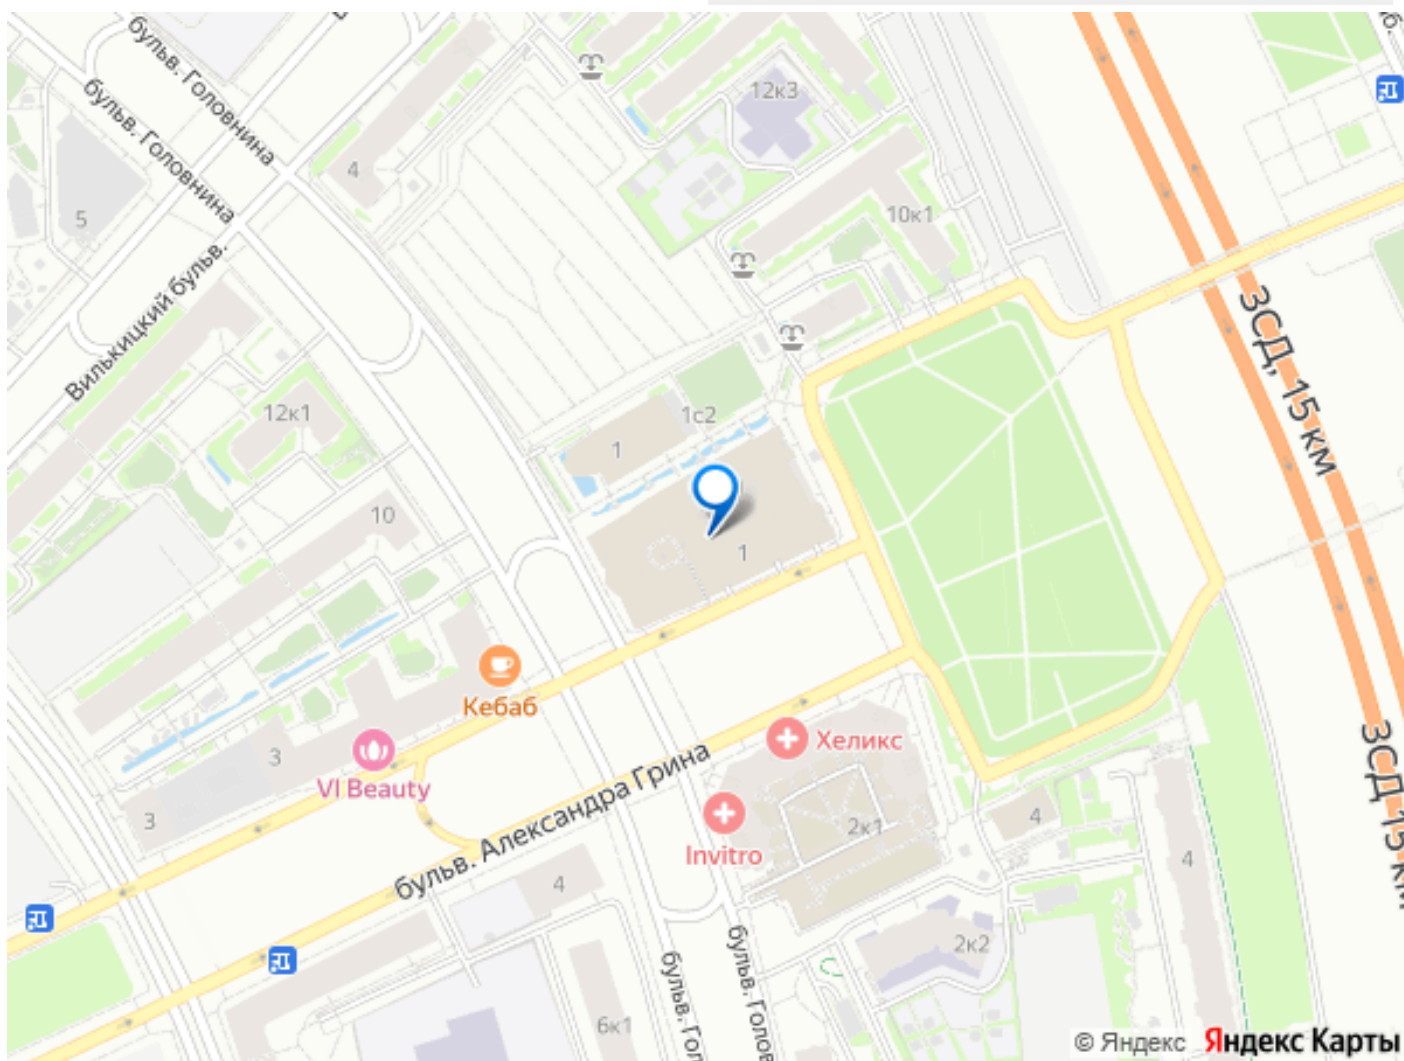 бульв. Головнина
бульв. Головнина
12к3
4
5
10к1
Вилькицкий бульв.
ЗСД, 15 км
12к1
1с2
1
10
1
Кебаб
3
VI Beauty
3
Хеликс
бульв. Александра Грина
Invitro
2к1
4
4
4
ЗСД 15 км
2к2
6к1
бульв. Гол
бульв. Голов
© Яндекс Яндекс Карты